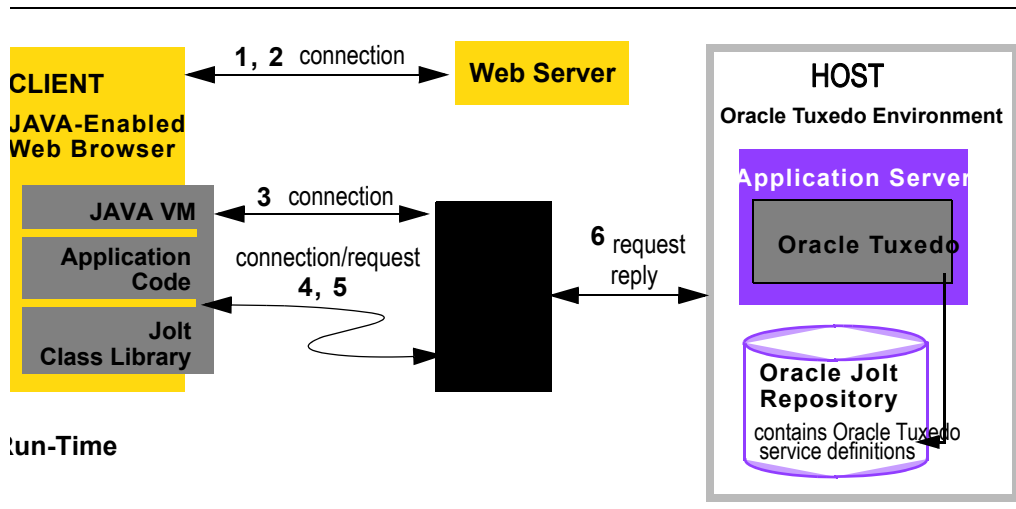 1, 2 connection
CLIENT
JAVA-Enabled
Web Browser
Web Server
HOST
Oracle Tuxedo Environment
Application Server
Oracle Tuxedo
JAVA VM
3 connection
Application
Code
connection/request
4, 5
Jolt
Class Library
6 request
reply
Oracle Jolt
Repository
contains Oracle Tuxedo
service definitions
un-Time